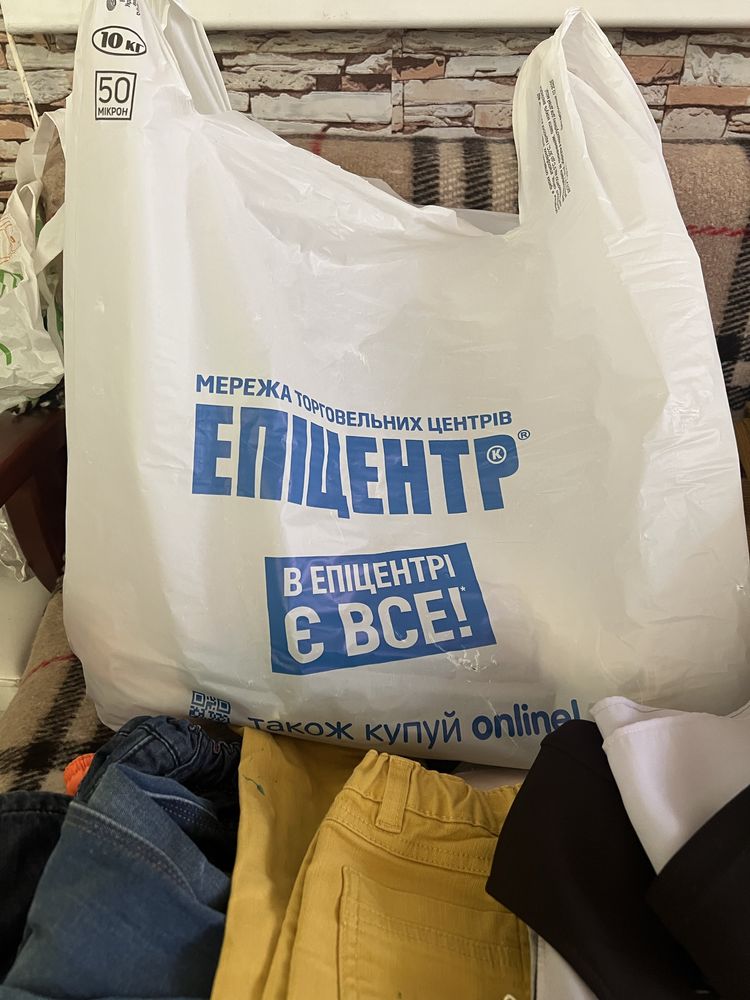 10 кг
50
МІКРОН
МЕРЕЖА ТОРГОВЕЛЬНИХ ЦЕНТРІВ
ЕПІЦЕНТР®
К
В ЕПІЦЕНТРІ
Є ВСЕ!*
також купуй online!